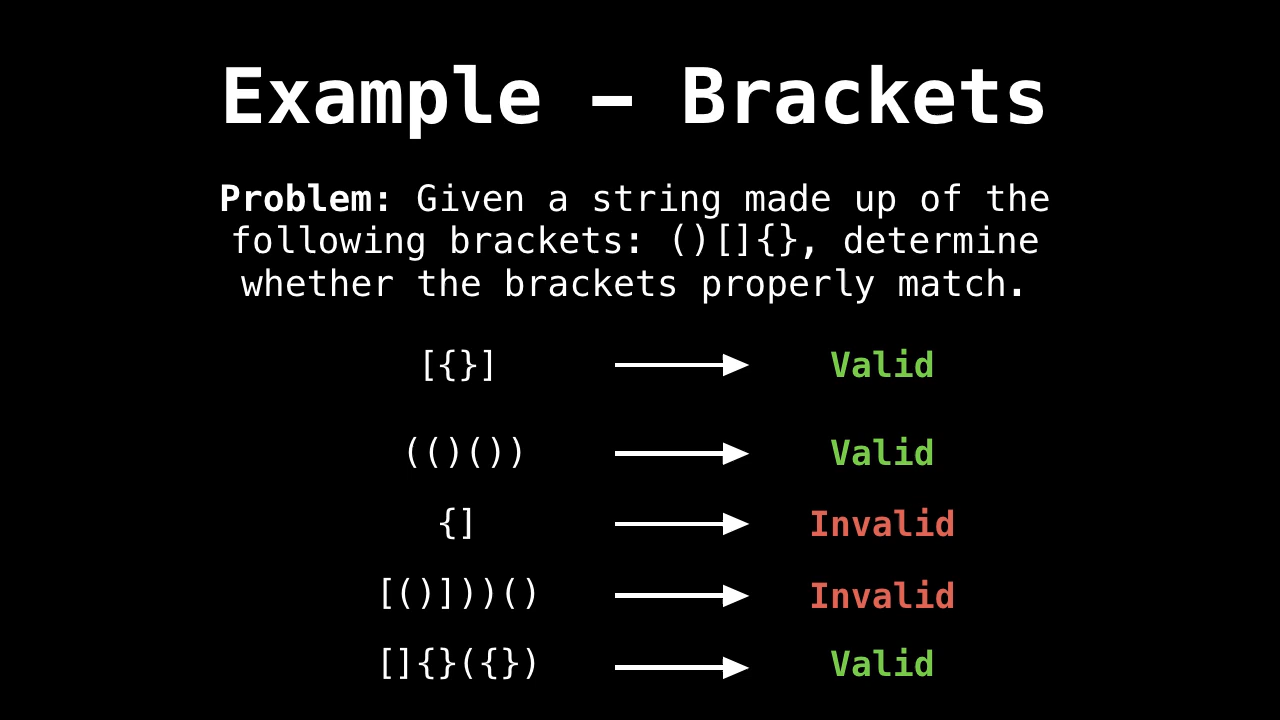 Example – Brackets
Problem: Given a string made up of the
following brackets: ()[]{}, determine
whether the brackets properly match.
[{}] Valid
(()()) Valid
{] Invalid
[()]))() Invalid
[]{}({}) Valid